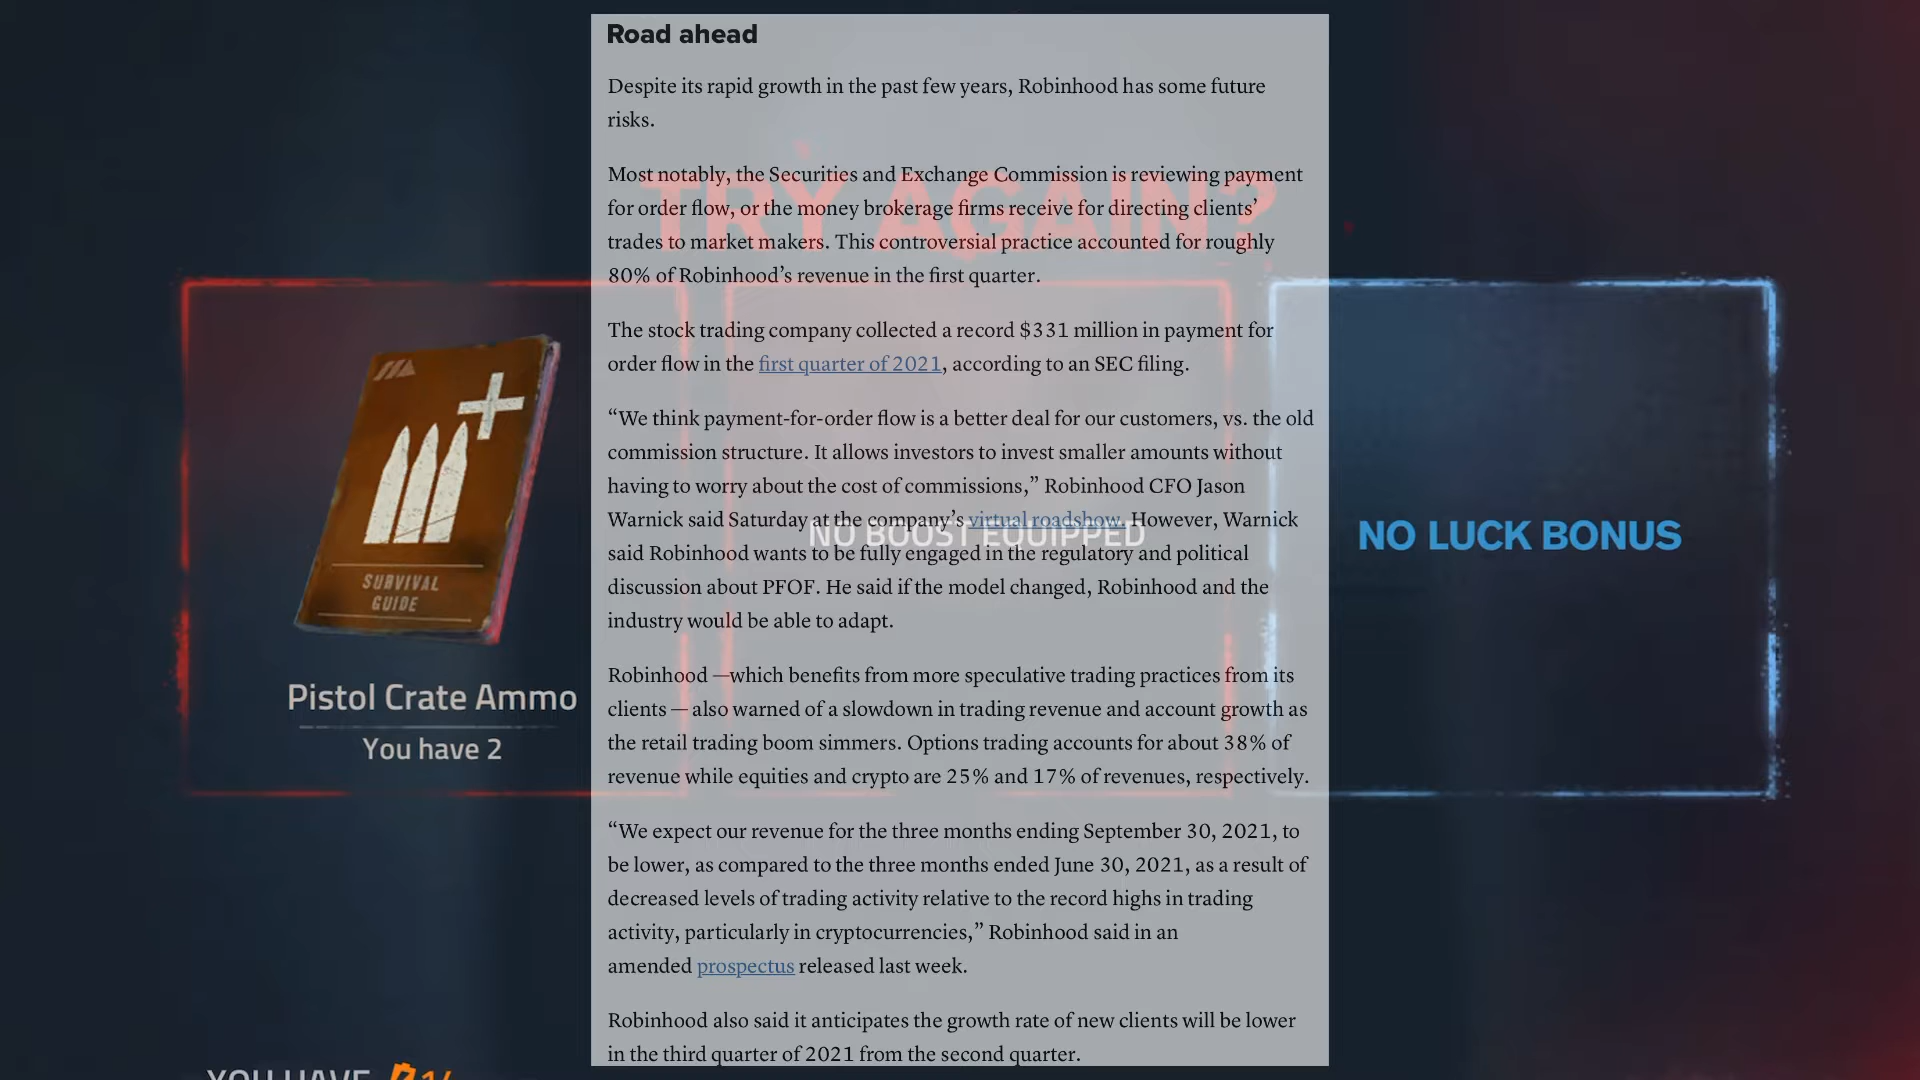 Road ahead
Despite its rapid growth in the past few years, Robinhood has some future
risks.
Most notably, the Securities and Exchange Commission is reviewing payment
for order flow, or the money brokerage firms receive for directing clients’
trades to market makers. This controversial practice accounted for roughly
80% of Robinhood’s revenue in the first quarter.
The stock trading company collected a record $331 million in payment for
order flow in the first quarter of 2021, according to an SEC filing.
“We think payment-for-order flow is a better deal for our customers, vs. the old
commission structure. It allows investors to invest smaller amounts without
having to worry about the cost of commissions,” Robinhood CFO Jason
Warnick said Saturday at the company’s virtual roadshow. However, Warnick
said Robinhood wants to be fully engaged in the regulatory and political
discussion about PFOF. He said if the model changed, Robinhood and the
industry would be able to adapt.
Robinhood —which benefits from more speculative trading practices from its
clients — also warned of a slowdown in trading revenue and account growth as
the retail trading boom simmers. Options trading accounts for about 38% of
revenue while equities and crypto are 25% and 17% of revenues, respectively.
“We expect our revenue for the three months ending September 30, 2021, to
be lower, as compared to the three months ended June 30, 2021, as a result of
decreased levels of trading activity relative to the record highs in trading
activity, particularly in cryptocurrencies,” Robinhood said in an
amended prospectus released last week.
Robinhood also said it anticipates the growth rate of new clients will be lower
in the third quarter of 2021 from the second quarter.
TRY AGAIN?
SURVIVAL
GUIDE
Pistol Crate Ammo
You have 2
NO BOOST EQUIPPED
NO LUCK BONUS
YOU HAVE